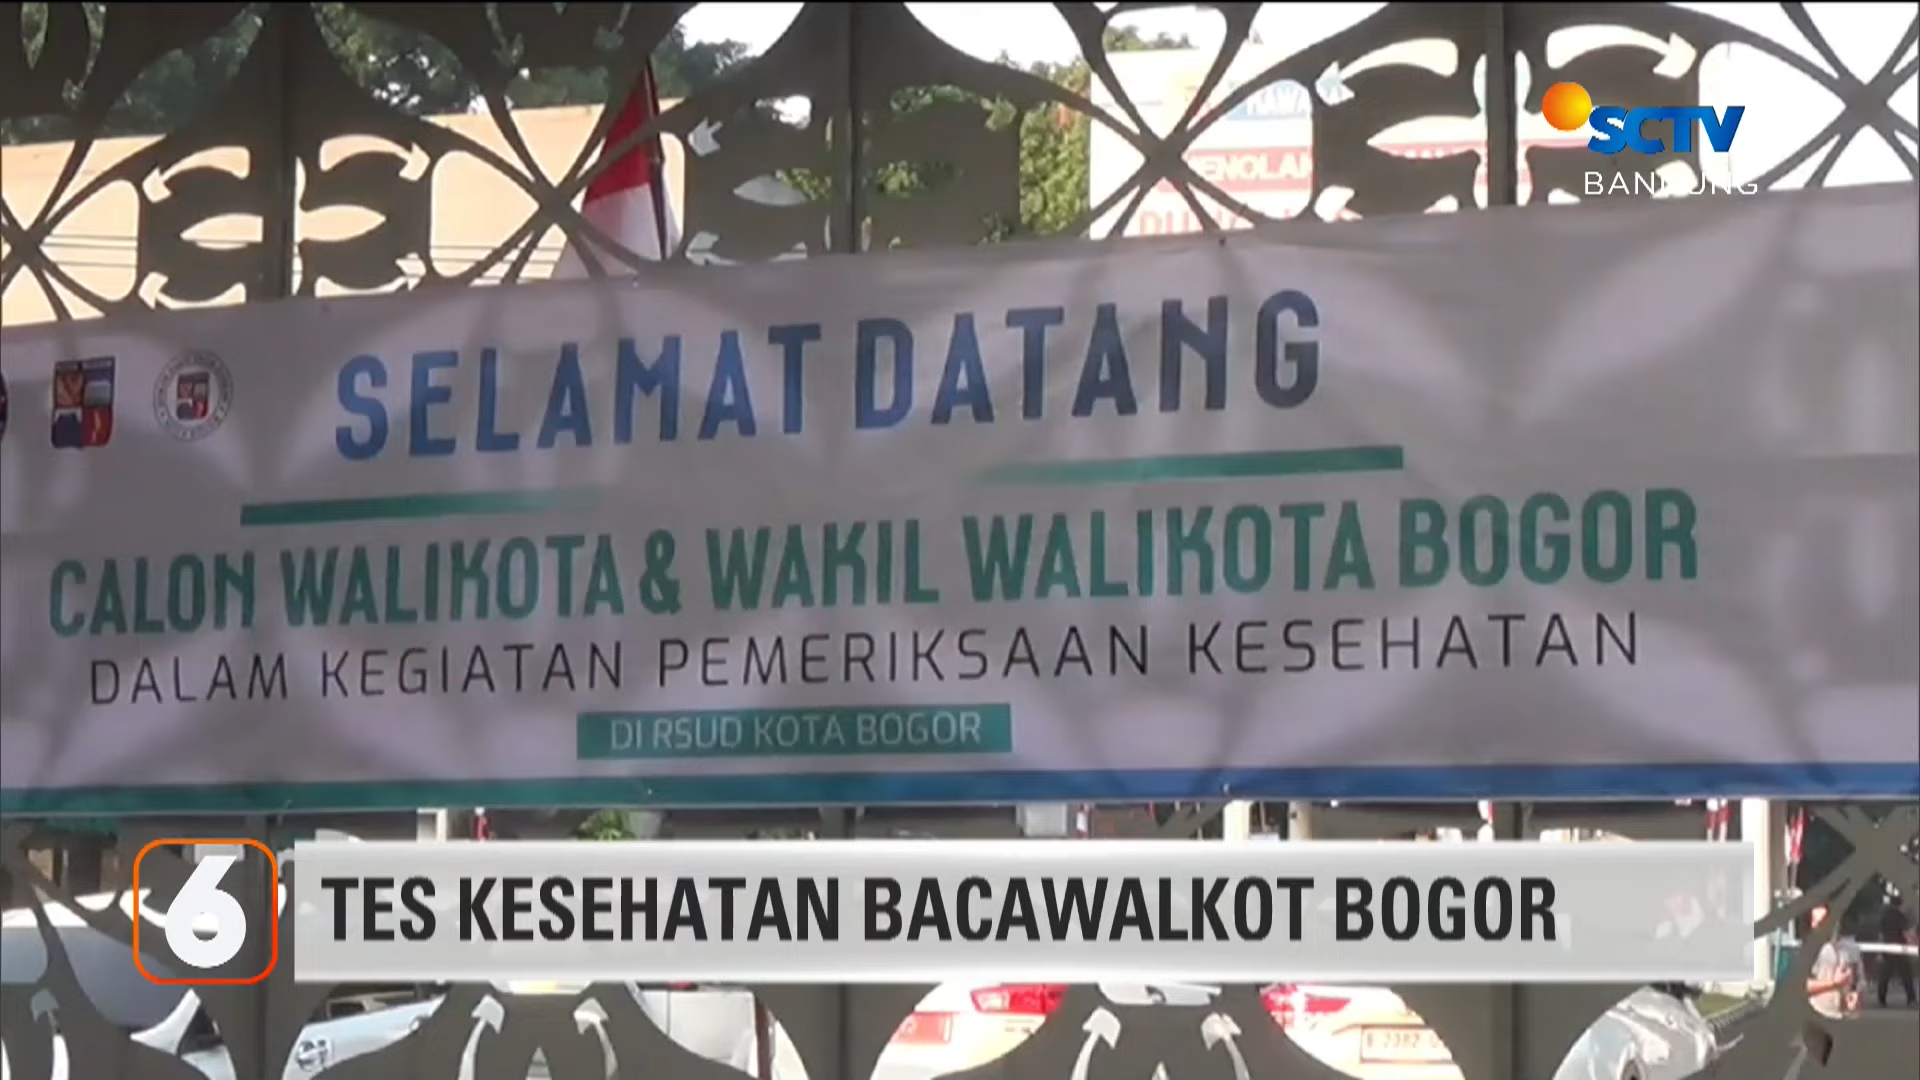 SCTV
BANDUNG
SELAMAT DATANG
CALON WALIKOTA & WAKIL WALIKOTA BOGOR
DALAM KEGIATAN PEMERIKSAAN KESEHATAN
DI RSUD KOTA BOGOR
6
TES KESEHATAN BACAWALKOT BOGOR